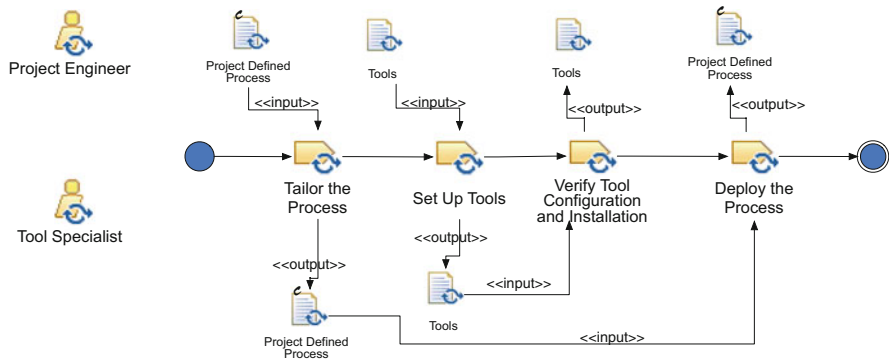 Project Engineer
Project Defined
Process
Tools
Tools
Project Defined
Process
<<input>>
<<input>>
<<output>>
<<output>>
Tailor the
Process
Set Up Tools
Verify Tool
Configuration
and Installation
Deploy the
Process
Tool Specialist
<<output>>
<<output>>
<<input>>
Tools
Project Defined
Process
<<input>>